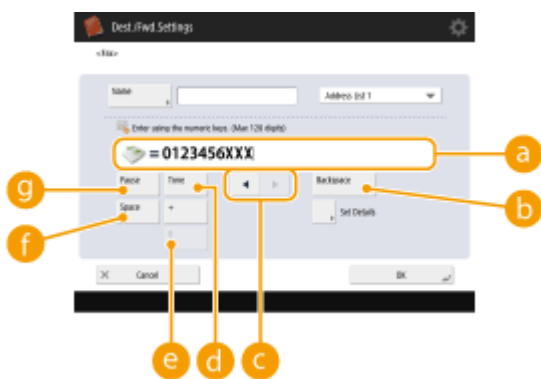 Dest./Fwd.Settings
<Fax>
Name
Address List 1
Enter using the numeric keys. (Max 120 digits)
= 0123456XXX
a
Pause
Tone
Backspace
g
b
Space
+
Set Details
f
Cancel
OK
e
d
c